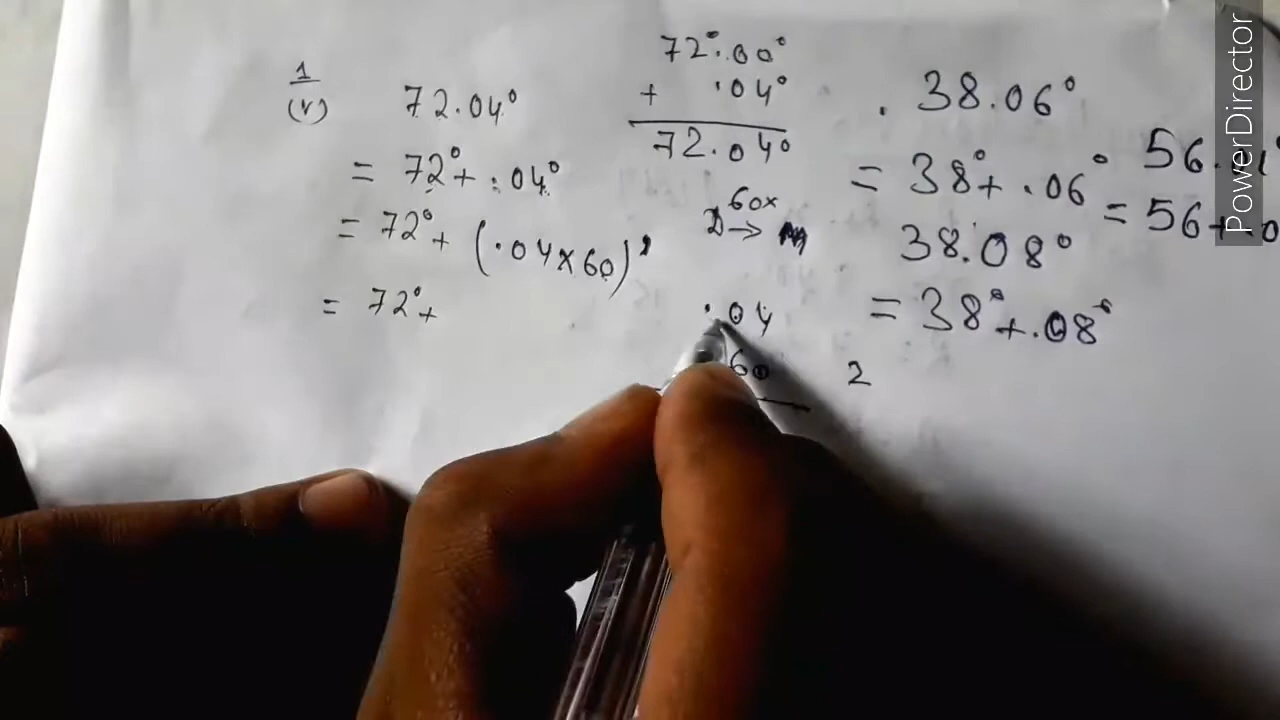 1
(v)
72.04°
= 72° + .04°
= 72° + (.04×60)'
= 72° +
72°.00°
+ .04°
72.04°
60×
D → M
.04
60
2
. 38.06°
= 38° + .06°
38.08°
= 38° + .08°
56.
= 56+.0
PowerDirector